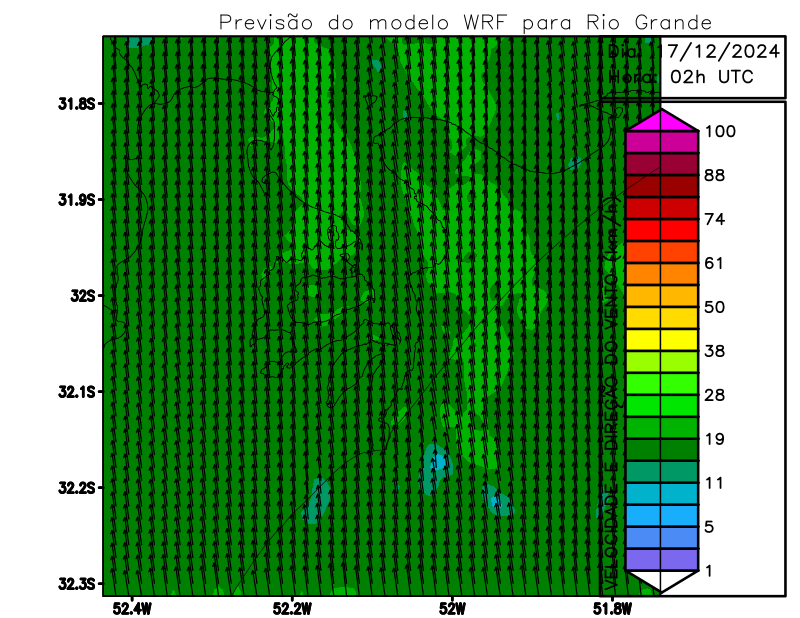 Previsão do modelo WRF para Rio Grande
Dia: 17/12/2024
Hora: 02h UTC
31.8S
31.9S
32S
32.1S
32.2S
32.3S
52.4W
52.2W
52W
51.8W
VELOCIDADE E DIREÇÃO DO VENTO (km/h)
100
88
74
61
50
38
28
19
11
5
1